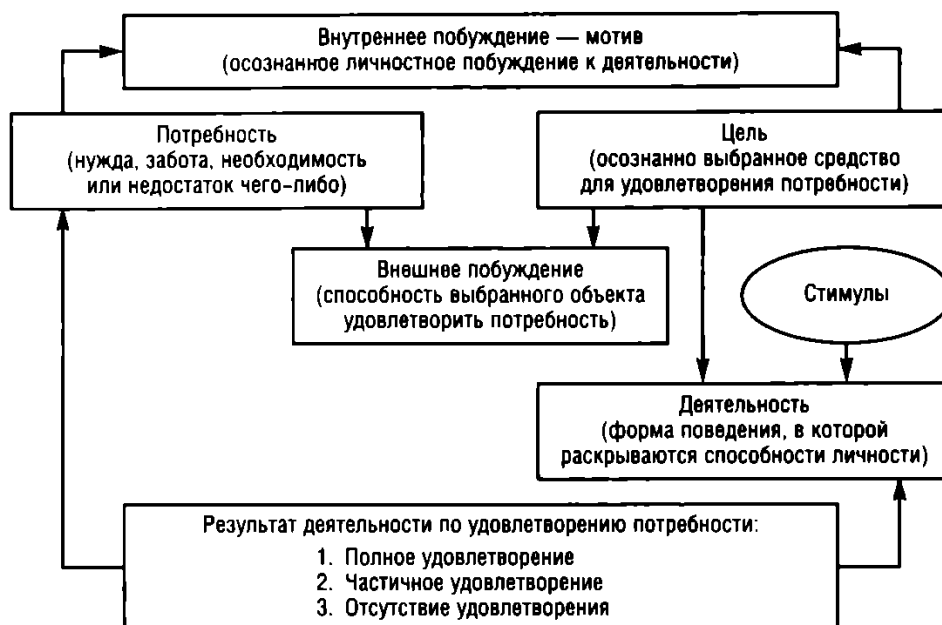 Внутреннее побуждение — мотив
(осознанное личностное побуждение к деятельности)
Потребность
(нужда, забота, необходимость
или недостаток чего-либо)
Цель
(осознанно выбранное средство
для удовлетворения потребности)
Внешнее побуждение
(способность выбранного объекта
удовлетворить потребность)
Стимулы
Деятельность
(форма поведения, в которой
раскрываются способности личности)
Результат деятельности по удовлетворению потребности:
1. Полное удовлетворение
2. Частичное удовлетворение
3. Отсутствие удовлетворения